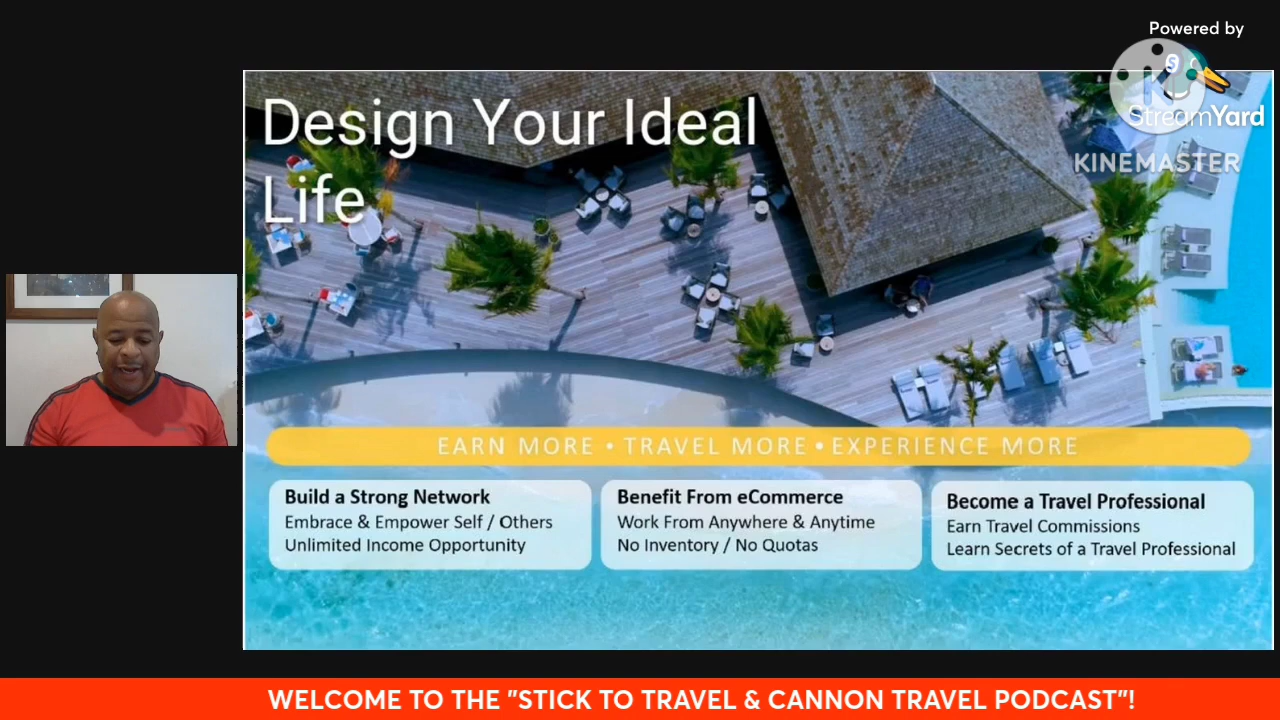 Powered by
StreamYard
KINEMASTER
Design Your Ideal
Life
EARN MORE • TRAVEL MORE • EXPERIENCE MORE
Build a Strong Network
Embrace & Empower Self / Others
Unlimited Income Opportunity
Benefit From eCommerce
Work From Anywhere & Anytime
No Inventory / No Quotas
Become a Travel Professional
Earn Travel Commissions
Learn Secrets of a Travel Professional
WELCOME TO THE "STICK TO TRAVEL & CANNON TRAVEL PODCAST"!